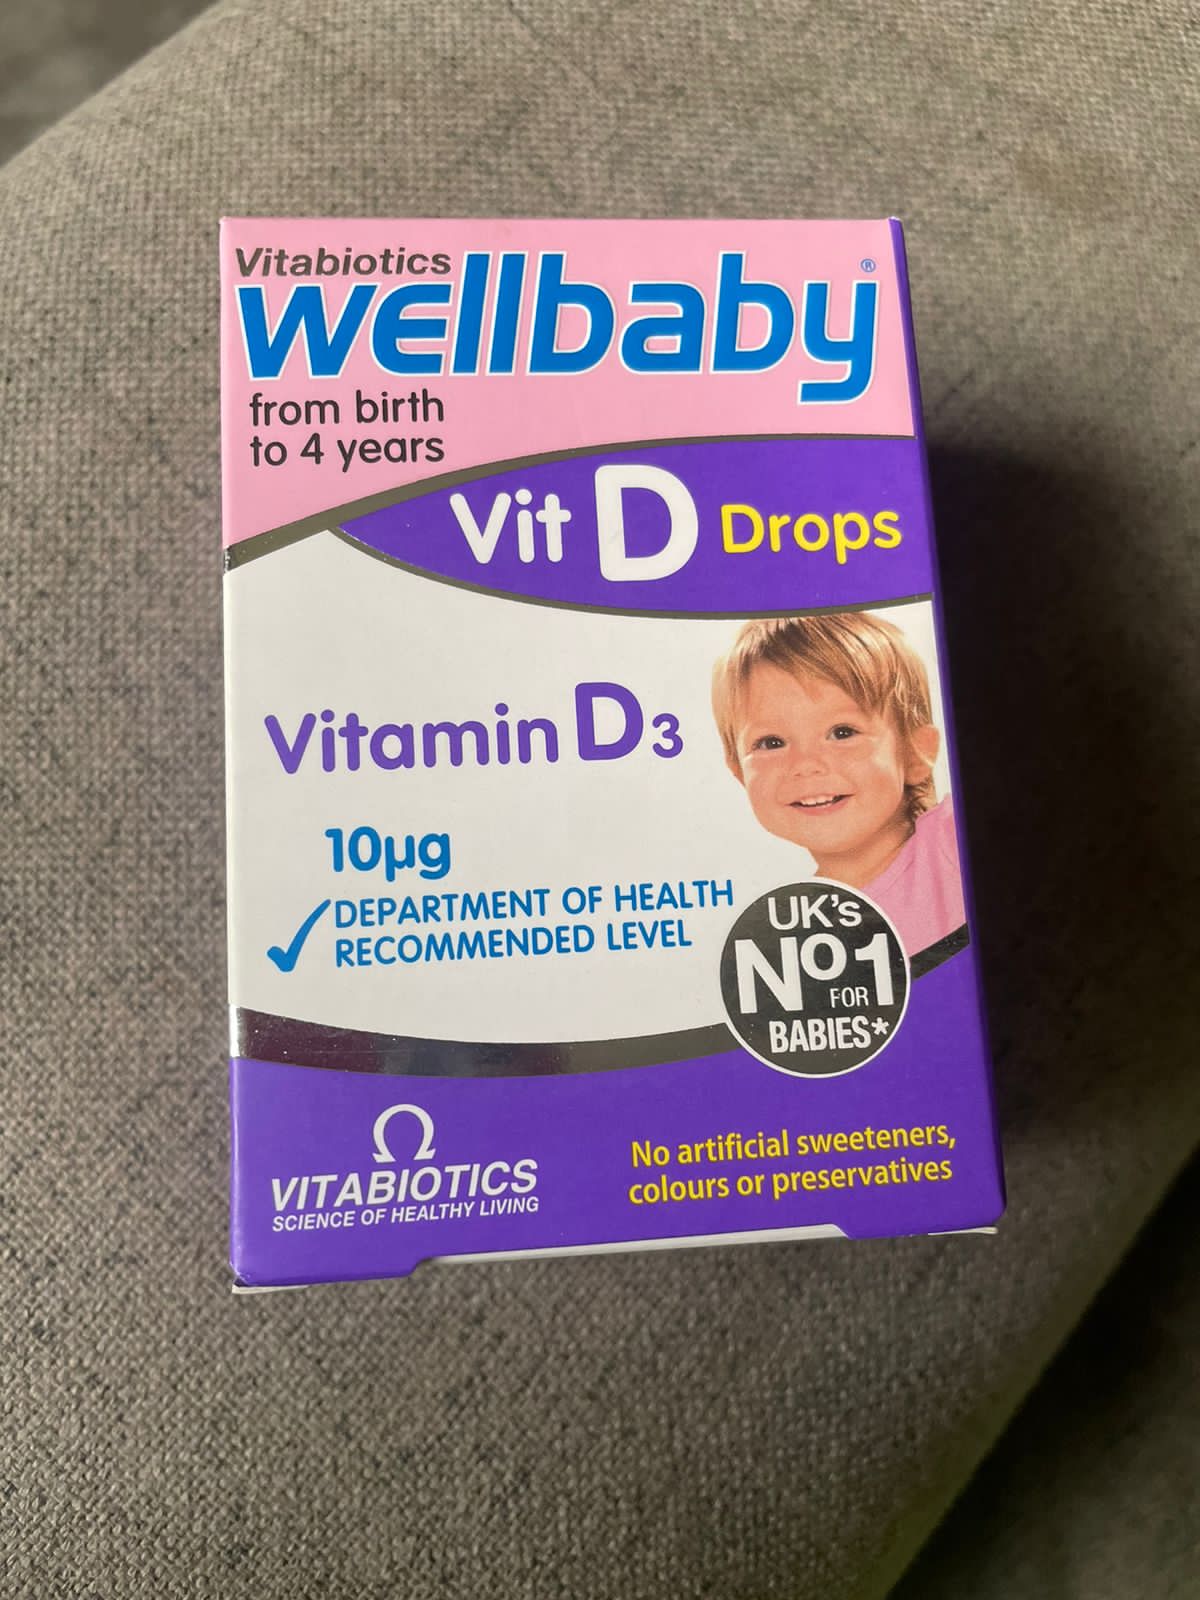 Vitabiotics
wellbaby®
from birth
to 4 years
Vit D Drops
Vitamin D3
10µg
✓ DEPARTMENT OF HEALTH
RECOMMENDED LEVEL
UK's
No1
FOR
BABIES*
VITABIOTICS
SCIENCE OF HEALTHY LIVING
No artificial sweeteners,
colours or preservatives